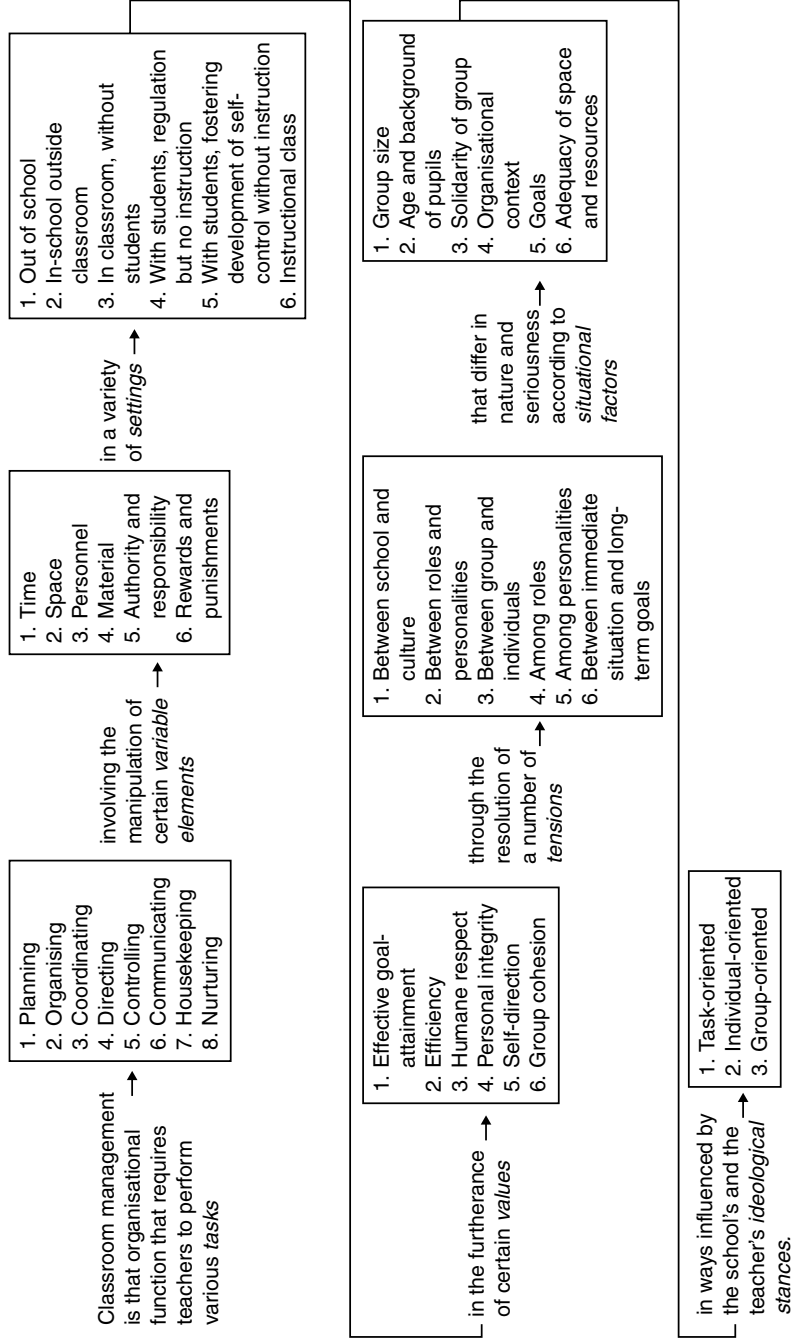 Classroom management
is that organisational
function that requires
teachers to perform
various tasks
1. Planning
2. Organising
3. Coordinating
4. Directing
5. Controlling
6. Communicating
7. Housekeeping
8. Nurturing
involving the
manipulation of
certain variable
elements
1. Time
2. Space
3. Personnel
4. Material
5. Authority and
responsibility
6. Rewards and
punishments
in a variety
of settings
1. Out of school
2. In-school outside
classroom
3. In classroom, without
students
4. With students, regulation
but no instruction
5. With students, fostering
development of self-
control without instruction
6. Instructional class
in the furtherance
of certain values
1. Effective goal-
attainment
2. Efficiency
3. Humane respect
4. Personal integrity
5. Self-direction
6. Group cohesion
through the
resolution of
a number of
tensions
1. Between school and
culture
2. Between roles and
personalities
3. Between group and
individuals
4. Among roles
5. Among personalities
6. Between immediate
situation and long-
term goals
that differ in
nature and
seriousness
according to
situational
factors
1. Group size
2. Age and background
of pupils
3. Solidarity of group
4. Organisational
context
5. Goals
6. Adequacy of space
and resources
in ways influenced by
the school's and the
teacher's ideological
stances.
1. Task-oriented
2. Individual-oriented
3. Group-oriented